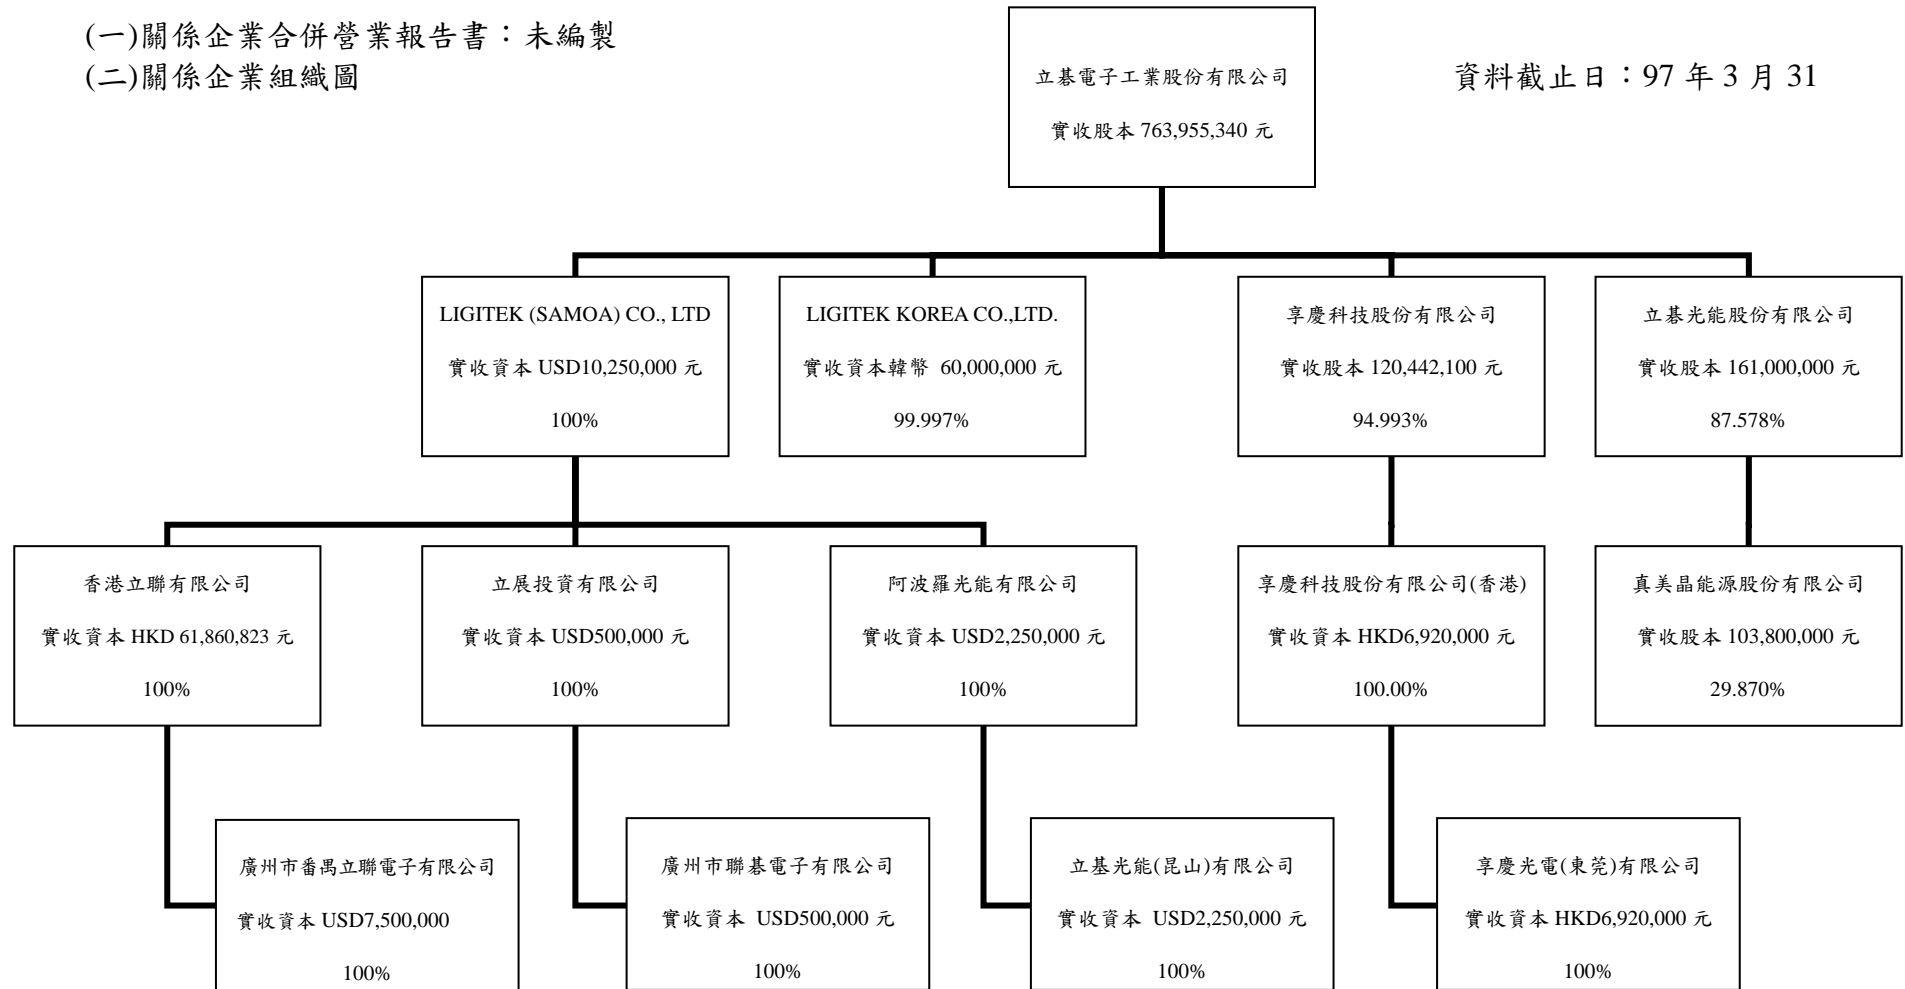 (一)關係企業合併營業報告書：未編製
(二)關係企業組織圖
資料截止日：97 年 3 月 31
立碁電子工業股份有限公司
實收股本 763,955,340 元
LIGITEK (SAMOA) CO., LTD
實收資本 USD10,250,000 元
100%
LIGITEK KOREA CO.,LTD.
實收資本韓幣 60,000,000 元
99.997%
享慶科技股份有限公司
實收股本 120,442,100 元
94.993%
立碁光能股份有限公司
實收股本 161,000,000 元
87.578%
香港立聯有限公司
實收資本 HKD 61,860,823 元
100%
立展投資有限公司
實收資本 USD500,000 元
100%
阿波羅光能有限公司
實收資本 USD2,250,000 元
100%
享慶科技股份有限公司(香港)
實收資本 HKD6,920,000 元
100.00%
真美晶能源股份有限公司
實收股本 103,800,000 元
29.870%
廣州市番禺立聯電子有限公司
實收資本 USD7,500,000
100%
廣州市聯碁電子有限公司
實收資本 USD500,000 元
100%
立基光能(昆山)有限公司
實收資本 USD2,250,000 元
100%
享慶光電(東莞)有限公司
實收資本 HKD6,920,000 元
100%